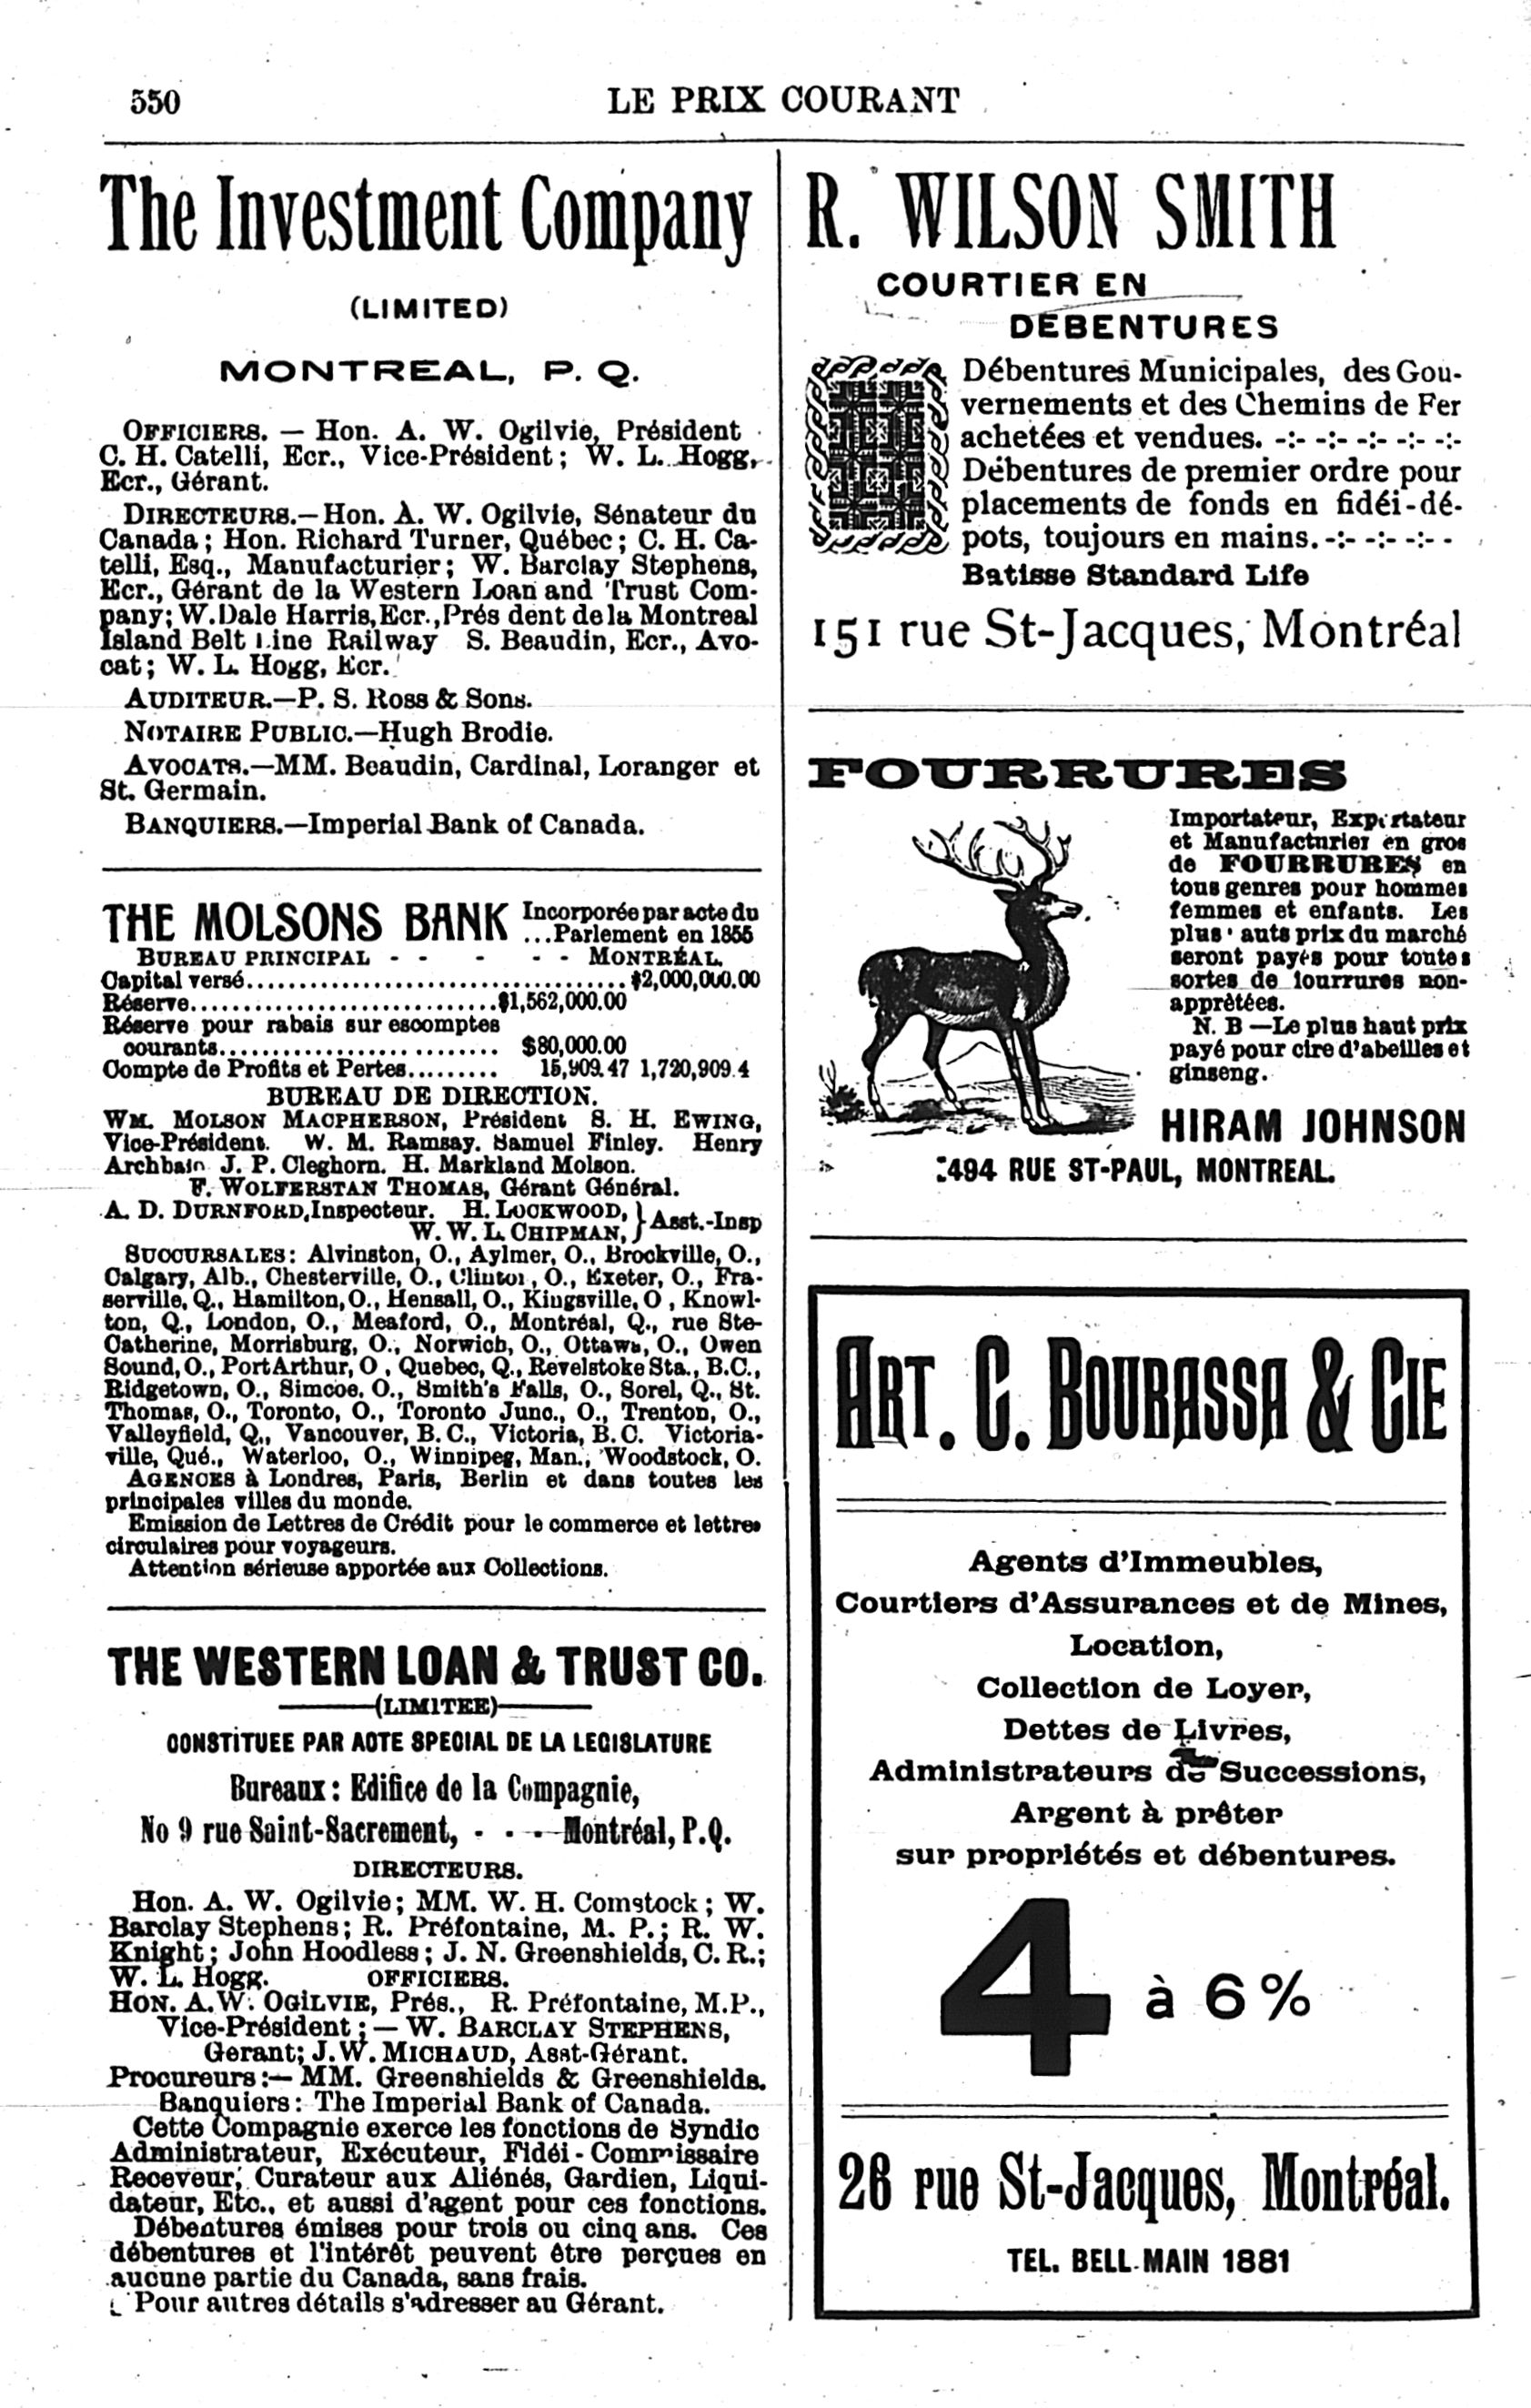 550
LE PRIX COURANT
The Investment Company
(LIMITED)
MONTREAL, P. Q.
OFFICIERS. — Hon. A. W. Ogilvie, Président
C. H. Catelli, Ecr., Vice-Président; W. L. Hogg,
Ecr., Gérant.
DIRECTEURS.—Hon. A. W. Ogilvie, Sénateur du
Canada; Hon. Richard Turner, Québec; C. H. Ca-
telli, Esq., Manufacturier; W. Barclay Stephens,
Ecr., Gérant de la Western Loan and Trust Com-
pany; W. Dale Harris, Ecr., Prés dent de la Montreal
Island Belt Line Railway S. Beaudin, Ecr., Avo-
cat; W. L. Hogg, Ecr.
AUDITEUR.—P. S. Ross & Sons.
NOTAIRE PUBLIC.—Hugh Brodie.
AVOCATS.—MM. Beaudin, Cardinal, Loranger et
St. Germain.
BANQUIERS.—Imperial Bank of Canada.
THE MOLSONS BANK Incorporée par acte du
...Parlement en 1855
BUREAU PRINCIPAL - - - - - MONTRÉAL.
Capital versé.................................... $2,000,000.00
Réserve.............................$1,562,000.00
Réserve pour rabais sur escomptes
courants.......................... $80,000.00
Compte de Profits et Pertes......... 15,909.47 1,720,909.4
BUREAU DE DIRECTION.
WM. MOLSON MACPHERSON, Président S. H. EWING,
Vice-Président. W. M. Ramsay. Samuel Finley. Henry
Archbaln J. P. Cleghorn. H. Markland Molson.
F. WOLFERSTAN THOMAS, Gérant Général.
A. D. DURNFORD, Inspecteur. H. LOCKWOOD, } Asst.-Insp
W. W. L. CHIPMAN,
SUCCURSALES: Alvinston, O., Aylmer, O., Brockville, O.,
Calgary, Alb., Chesterville, O., Clinton, O., Exeter, O., Fra-
serville, Q., Hamilton, O., Hensall, O., Kingsville, O , Knowl-
ton, Q., London, O., Meaford, O., Montréal, Q., rue Ste-
Catherine, Morrisburg, O., Norwich, O., Ottawa, O., Owen
Sound, O., Port Arthur, O , Quebec, Q., Revelstoke Sta., B.C.,
Ridgetown, O., Simcoe, O., Smith's Falls, O., Sorel, Q., St.
Thomas, O., Toronto, O., Toronto Junc., O., Trenton, O.,
Valleyfield, Q., Vancouver, B. C., Victoria, B. C. Victoria-
ville, Qué., Waterloo, O., Winnipeg, Man., Woodstock, O.
AGENCES à Londres, Paris, Berlin et dans toutes les
principales villes du monde.
Emission de Lettres de Crédit pour le commerce et lettres
circulaires pour voyageurs.
Attention sérieuse apportée aux Collections.
THE WESTERN LOAN & TRUST CO.
(LIMITEE)
CONSTITUEE PAR ACTE SPECIAL DE LA LEGISLATURE
Bureaux: Edifice de la Compagnie,
No 9 rue Saint-Sacrement, - - - Montréal, P.Q.
DIRECTEURS.
Hon. A. W. Ogilvie; MM. W. H. Comstock; W.
Barclay Stephens; R. Préfontaine, M. P.; R. W.
Knight; John Hoodless; J. N. Greenshields, C. R.;
W. L. Hogg. OFFICIERS.
HON. A. W. OGILVIE, Prés., R. Préfontaine, M.P.,
Vice-Président; — W. BARCLAY STEPHENS,
Gerant; J. W. MICHAUD, Asst-Gérant.
Procureurs:— MM. Greenshields & Greenshields.
Banquiers: The Imperial Bank of Canada.
Cette Compagnie exerce les fonctions de Syndic
Administrateur, Exécuteur, Fidéi-Commissaire
Receveur, Curateur aux Aliénés, Gardien, Liqui-
dateur, Etc., et aussi d'agent pour ces fonctions.
Débentures émises pour trois ou cinq ans. Ces
débentures et l'intérêt peuvent être perçues en
aucune partie du Canada, sans frais.
Pour autres détails s'adresser au Gérant.
R. WILSON SMITH
COURTIER EN
DÉBENTURES
Débentures Municipales, des Gou-
vernements et des Chemins de Fer
achetées et vendues. -:- -:- -:- -:- -:-
Débentures de premier ordre pour
placements de fonds en fidéi-dé-
pots, toujours en mains. -:- -:- -:- -
Batisse Standard Life
151 rue St-Jacques, Montréal
FOURRURES
Importateur, Exportateur
et Manufacturier en gros
de FOURRURES en
tous genres pour hommes
femmes et enfants. Les
plus auts prix du marché
seront payés pour toutes
sortes de fourrures non-
apprêtées.
N. B—Le plus haut prix
payé pour cire d'abeilles et
ginseng.
HIRAM JOHNSON
494 RUE ST-PAUL, MONTREAL.
ART. C. BOURASSA & CIE
Agents d'Immeubles,
Courtiers d'Assurances et de Mines,
Location,
Collection de Loyer,
Dettes de Livres,
Administrateurs de Successions,
Argent à prêter
sur propriétés et débentures.
4 à 6%
26 rue St-Jacques, Montréal.
TEL. BELL MAIN 1881